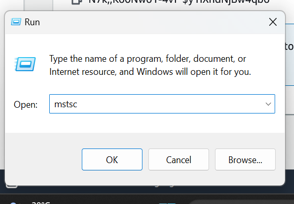 Run
Type the name of a program, folder, document, or
Internet resource, and Windows will open it for you.
Open: mstsc
OK Cancel Browse...